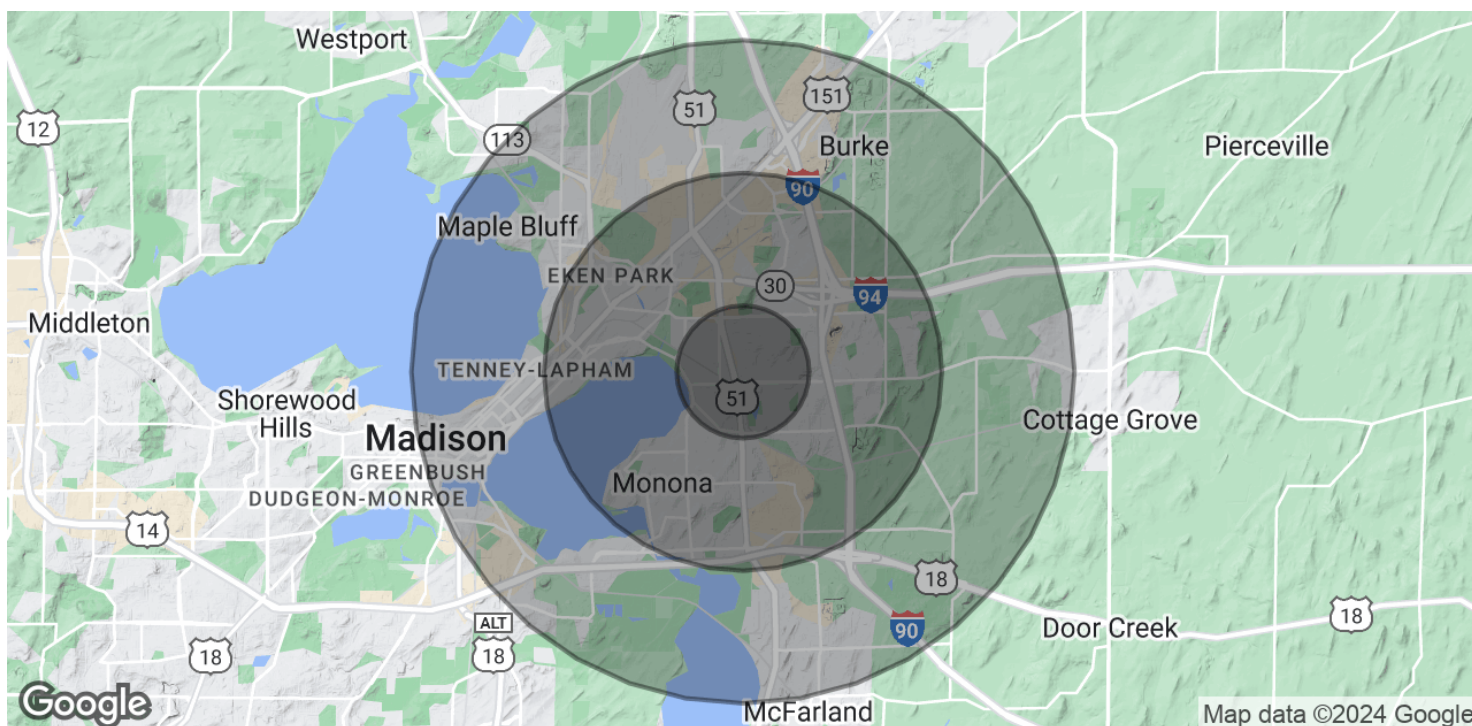 Westport
12
51
151
113
Burke
Pierceville
90
Maple Bluff
EKEN PARK
30
94
Middleton
TENNEY-LAPHAM
51
Shorewood
Hills
Cottage Grove
Madison
GREENBUSH
Monona
DUDGEON-MONROE
14
18
ALT
18
18
90
18
Door Creek
Google
McFarland
Map data ©2024 Google